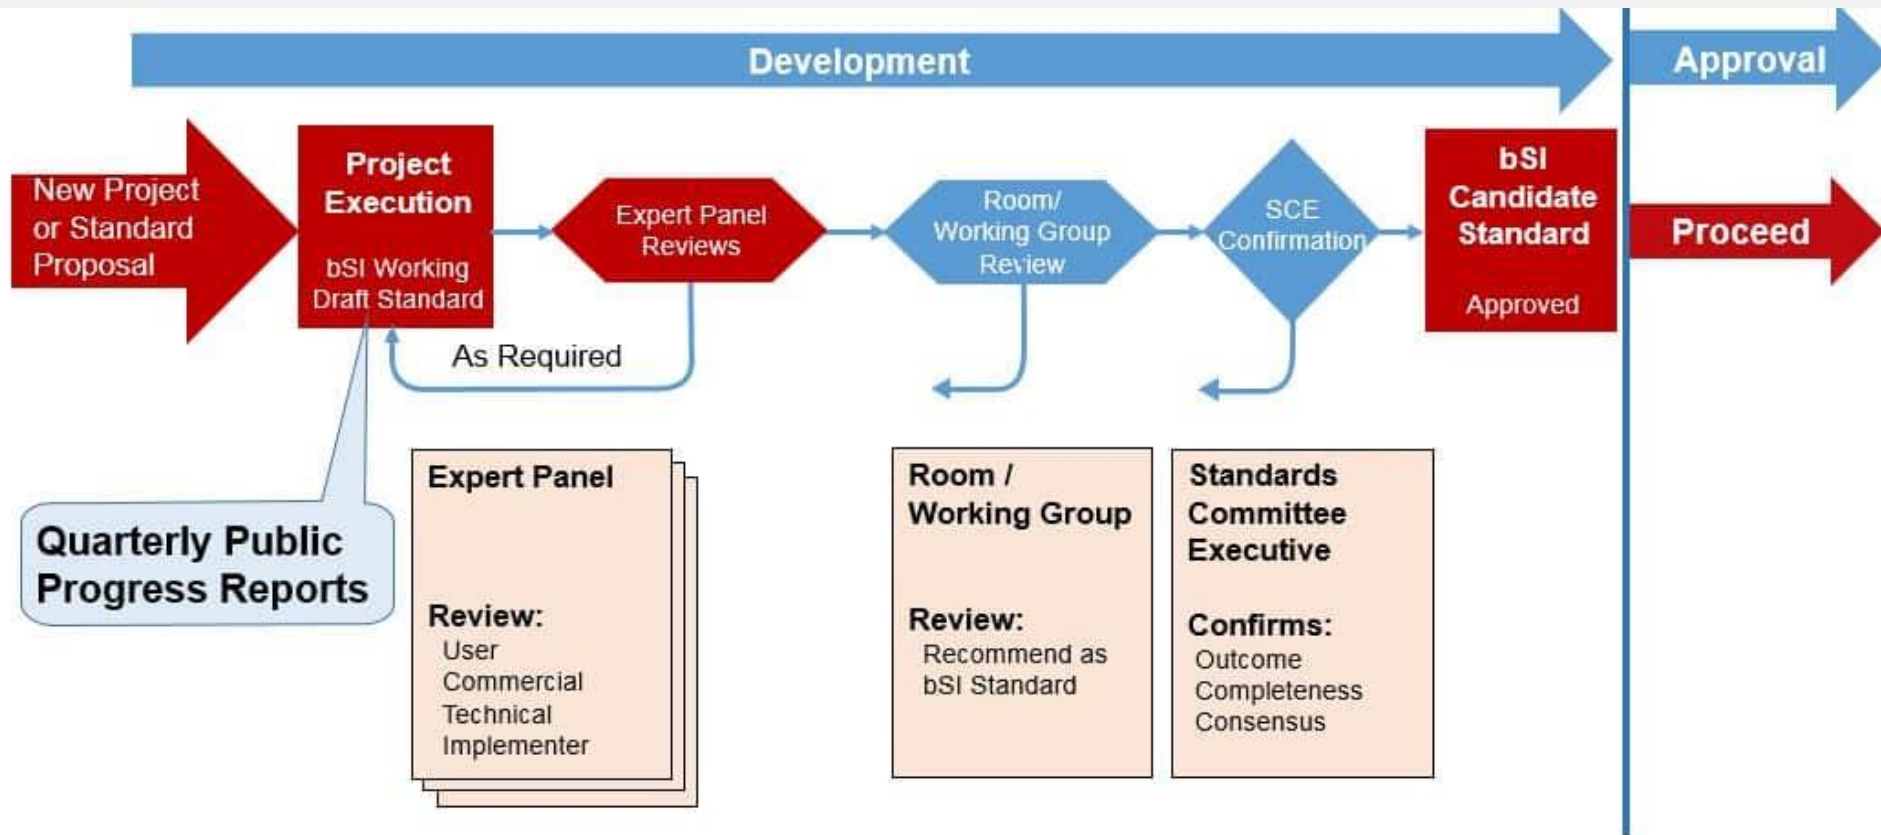 Development
Approval
New Project
or Standard
Proposal
Project
Execution
bSI Working
Draft Standard
Expert Panel
Reviews
Room/
Working Group
Review
SCE
Confirmation
bSI
Candidate
Standard
Approved
Proceed
As Required
Quarterly Public
Progress Reports
Expert Panel
Review:
User
Commercial
Technical
Implementer
Room /
Working Group
Review:
Recommend as
bSI Standard
Standards
Committee
Executive
Confirms:
Outcome
Completeness
Consensus